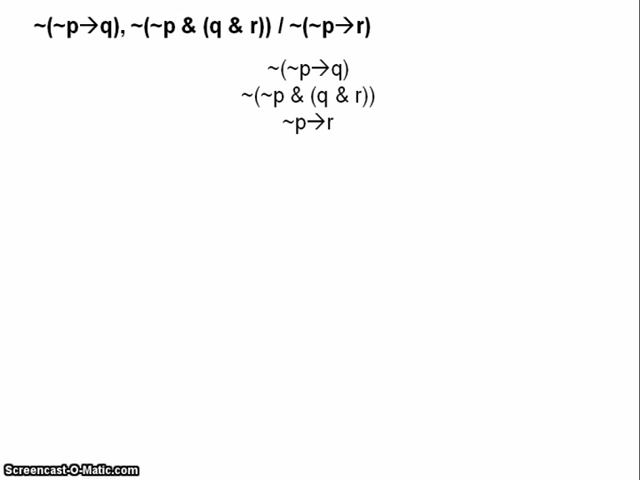 ~(~p→q), ~(~p & (q & r)) / ~(~p→r)
~(~p→q)
~(~p & (q & r))
~p→r
Screencast-O-Matic.com